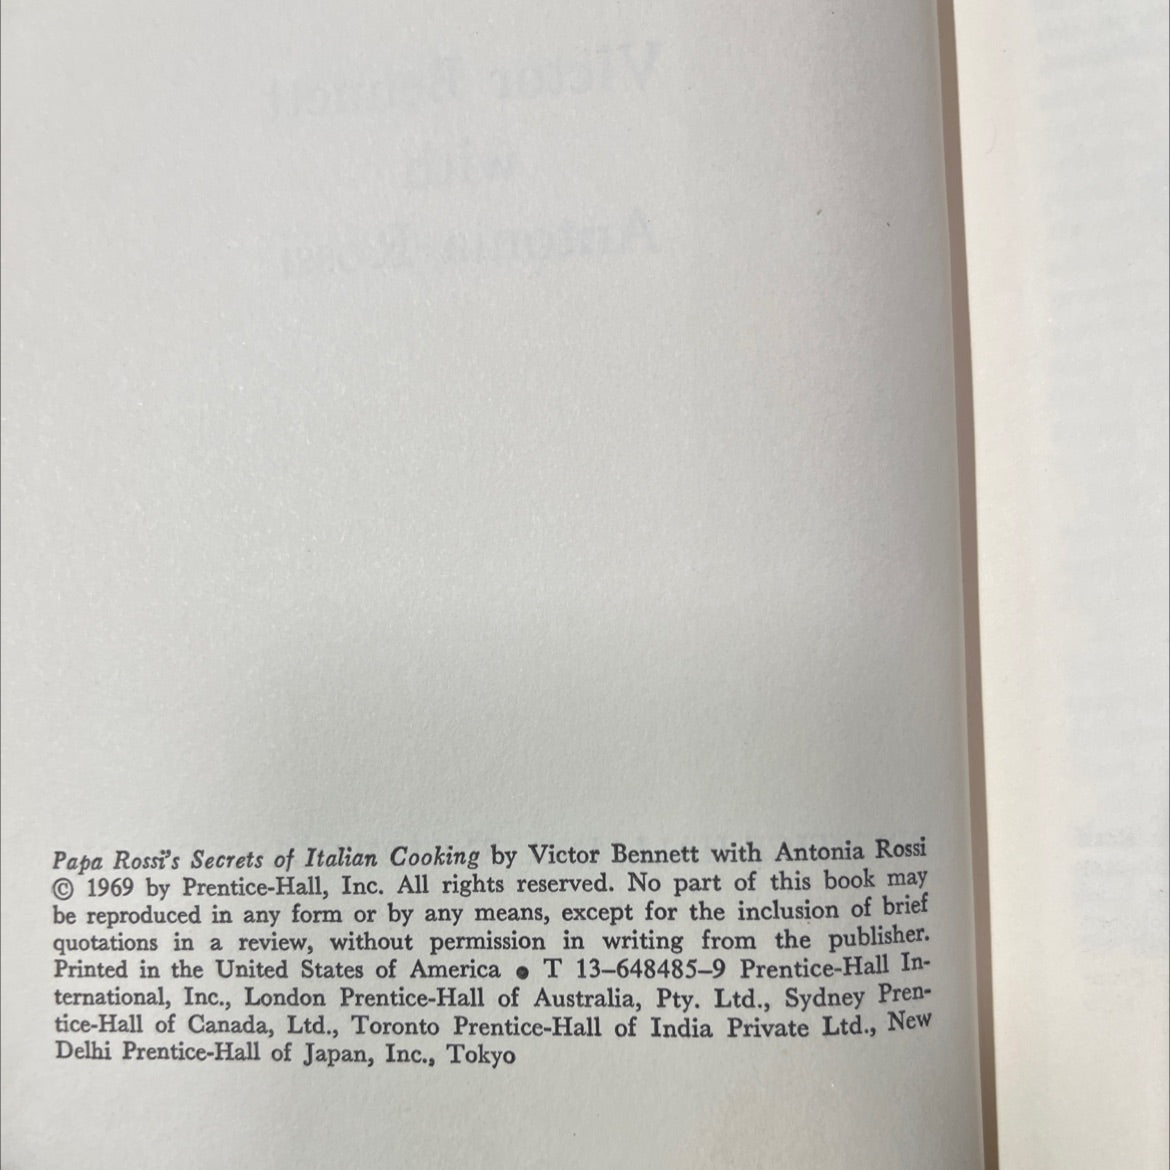 Victor Bennett
with
Antonia Rossi
Papa Rossi's Secrets of Italian Cooking by Victor Bennett with Antonia Rossi
© 1969 by Prentice-Hall, Inc. All rights reserved. No part of this book may
be reproduced in any form or by any means, except for the inclusion of brief
quotations in a review, without permission in writing from the publisher.
Printed in the United States of America ● T 13–648485–9 Prentice-Hall In-
ternational, Inc., London Prentice-Hall of Australia, Pty. Ltd., Sydney Pren-
tice-Hall of Canada, Ltd., Toronto Prentice-Hall of India Private Ltd., New
Delhi Prentice-Hall of Japan, Inc., Tokyo